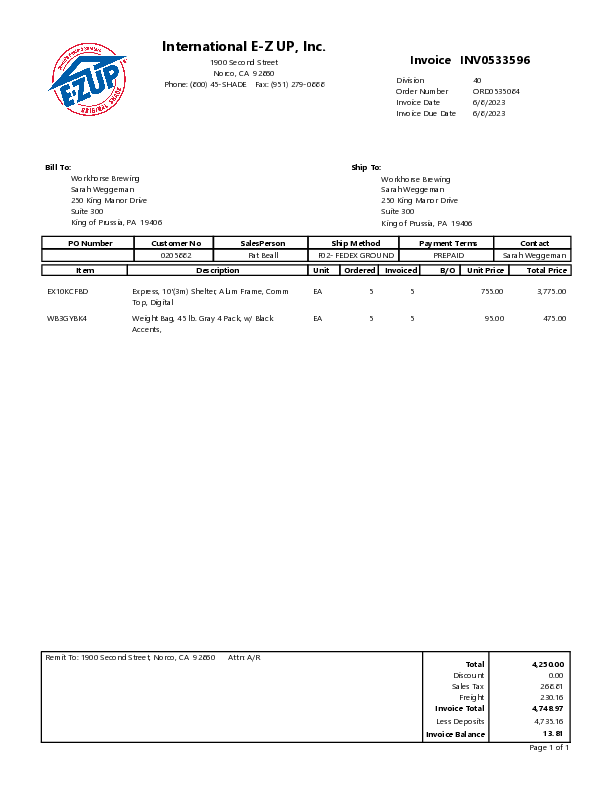 100% AUTHENTIC
E-Z UP
ORIGINAL SHADE
International E-Z UP, Inc.
1900 Second Street
Norco, CA 92860
Phone: (800) 45-SHADE Fax: (951) 279-0888
Invoice INV0533596
Division 40
Order Number ORD0535084
Invoice Date
Invoice Due Date
Bill To:
Workhorse Brewing
Sarah Weggeman
250 King Manor Drive
Suite 300
King of Prussia, PA 19406
Ship To:
Workhorse Brewing
Sarah Weggeman
250 King Manor Drive
Suite 300
King of Prussia, PA 19406
PO Number Customer No SalesPerson Ship Method Payment Terms Contact
0205882 Pat Beall F02- FEDEX GROUND PREPAID Sarah Weggeman
Item Description Unit Ordered Invoiced B/O Unit Price Total Price
EX10KCFBD Express, 10'(3m) Shelter, Alum Frame, Comm EA 5 5 755.00 3,775.00
Top, Digital
WB3GYBK4 Weight Bag, 45 lb. Gray 4 Pack, w/ Black EA 5 5 95.00 475.00
Accents,
Remit To: 1900 Second Street, Norco, CA 92860 Attn: A/R
Total 4,250.00
Discount 0.00
Sales Tax 268.81
Freight 230.16
Invoice Total 4,748.97
Less Deposits 4,735.16
Invoice Balance 13.81
Page 1 of 1